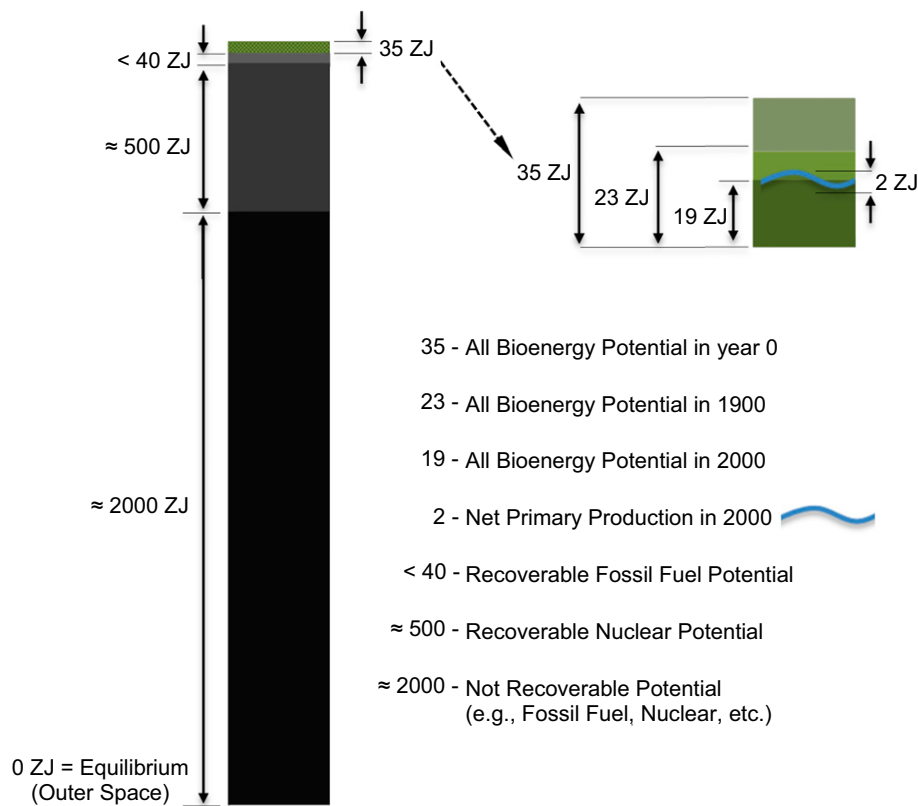 < 40 ZJ
35 ZJ
≈ 500 ZJ
≈ 2000 ZJ
0 ZJ = Equilibrium
(Outer Space)
35 ZJ
23 ZJ
19 ZJ
2 ZJ
35 - All Bioenergy Potential in year 0
23 - All Bioenergy Potential in 1900
19 - All Bioenergy Potential in 2000
2 - Net Primary Production in 2000
< 40 - Recoverable Fossil Fuel Potential
≈ 500 - Recoverable Nuclear Potential
≈ 2000 - Not Recoverable Potential
(e.g., Fossil Fuel, Nuclear, etc.)